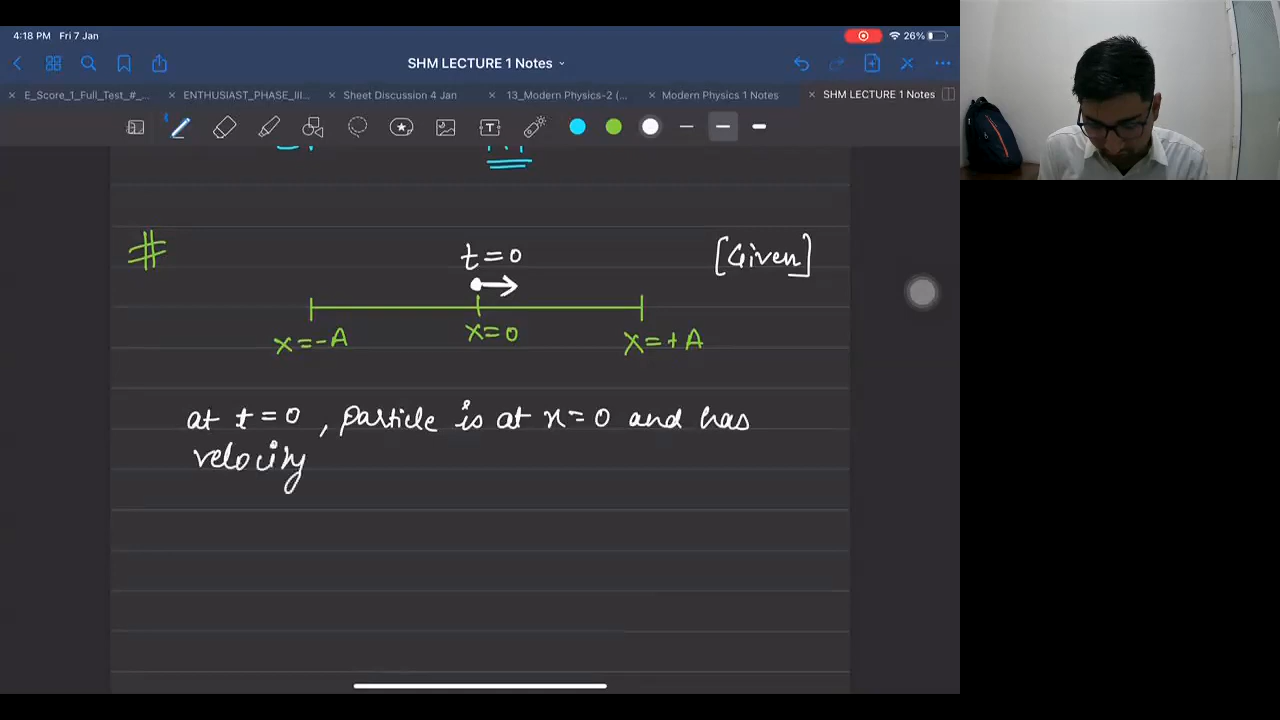 4:18 PM Fri 7 Jan
26%
SHM LECTURE 1 Notes
E_Score_1_Full_Test_#_...
ENTHUSIAST_PHASE_III...
Sheet Discussion 4 Jan
13_Modern Physics-2 (...
Modern Physics 1 Notes
SHM LECTURE 1 Notes
#
t=0
[Given]
x=-A
x=0
x=+A
at t=0, particle is at x=0 and has
velocity